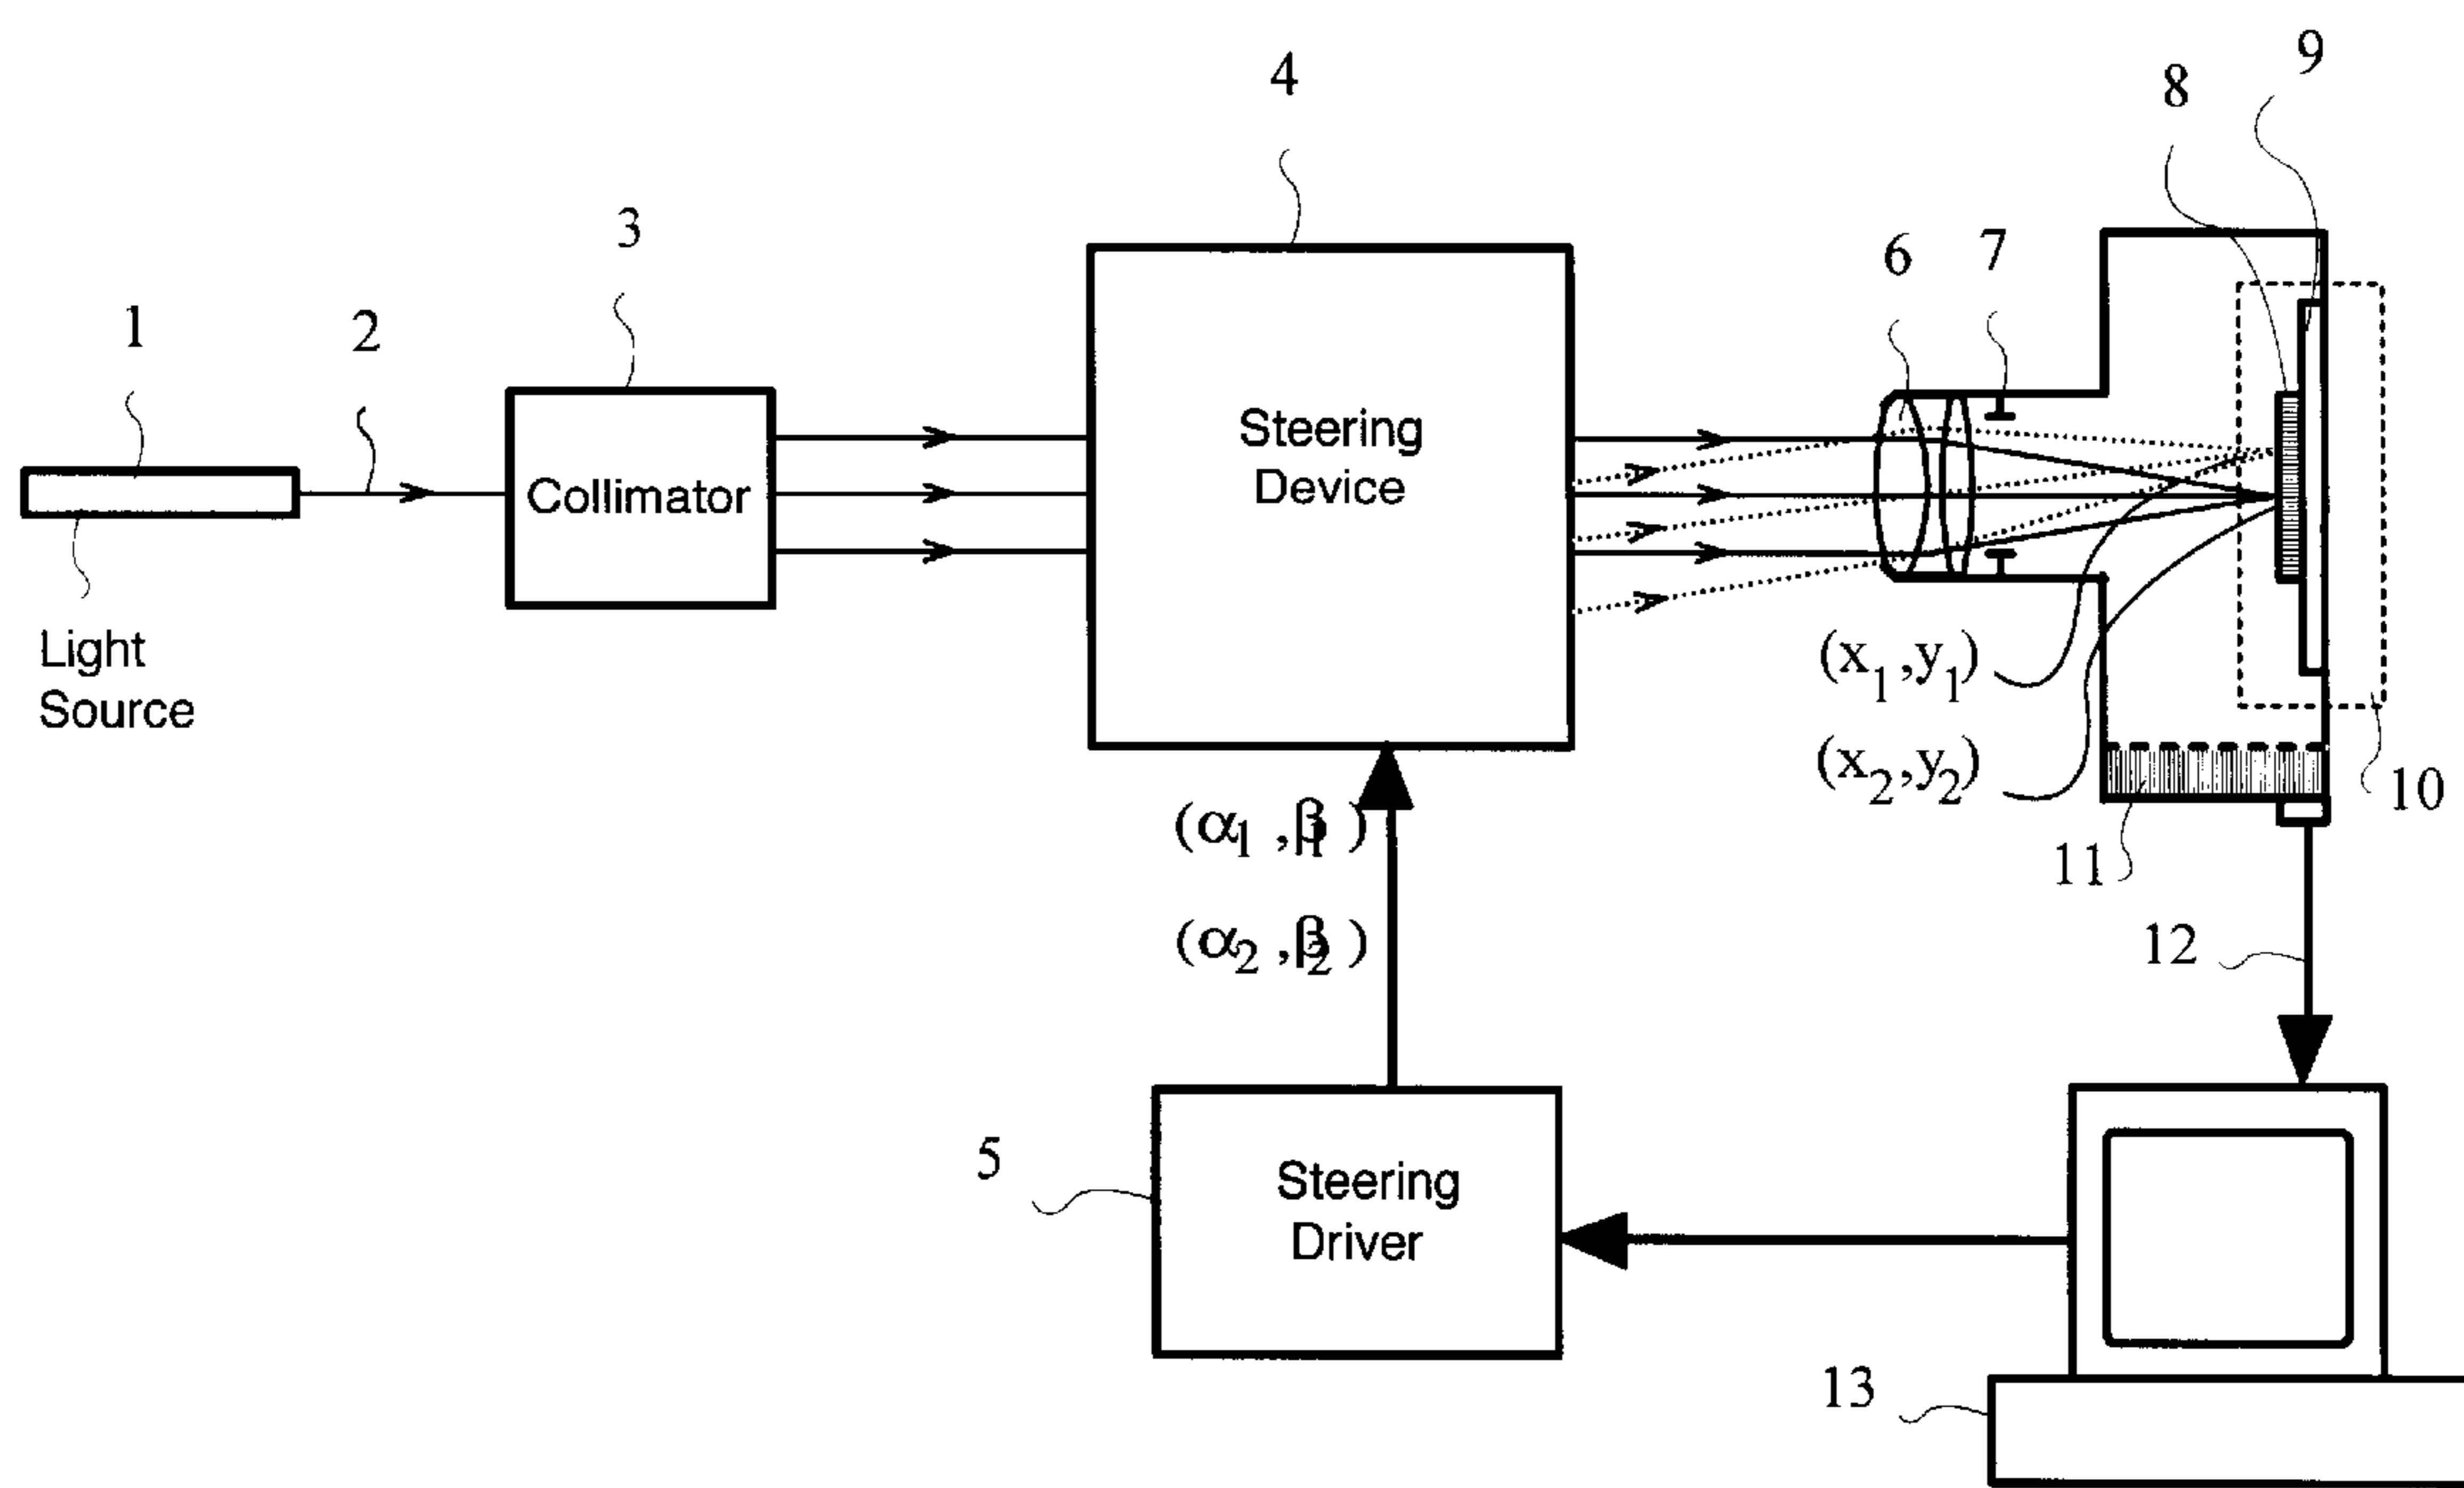 9
4
8
3
6
7
1
2
Steering
Device
Collimator
Light
Source
(x1,y1)
(x2,y2)
10
(α1,β1)
11
(α2,β2)
12
5
Steering
Driver
13